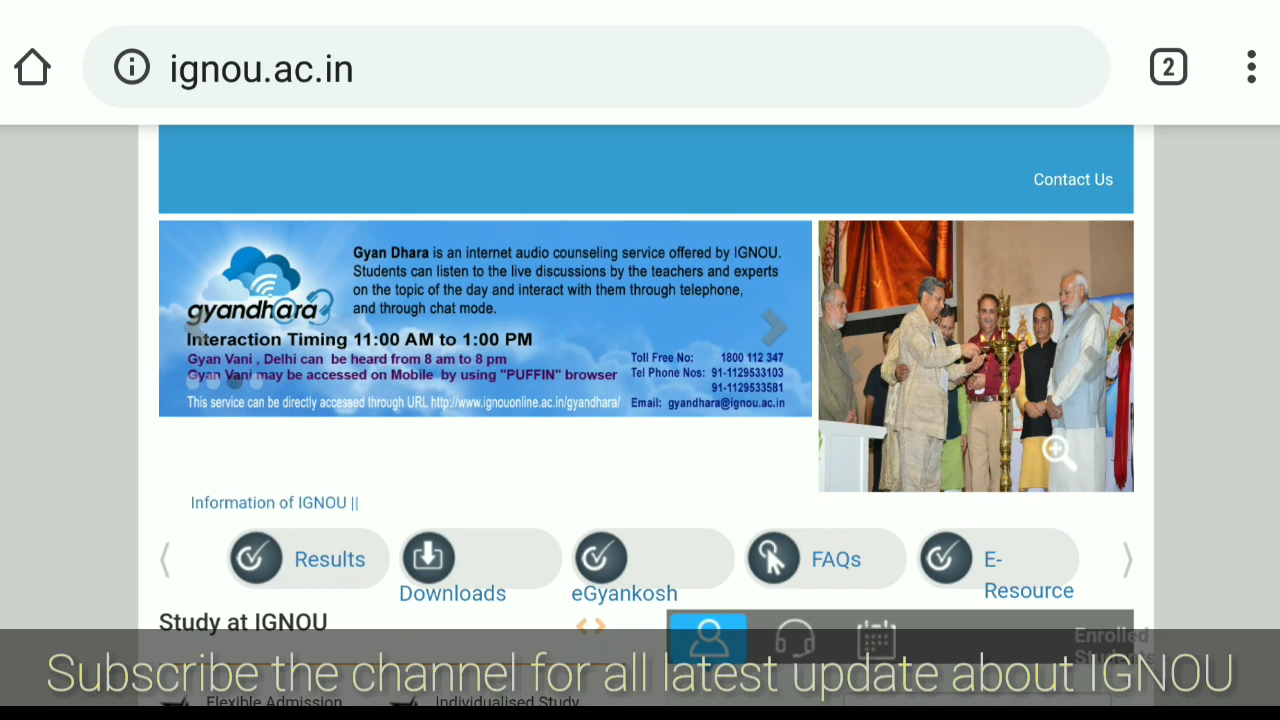 ignou.ac.in
2
Contact Us
Gyan Dhara is an internet audio counseling service offered by IGNOU.
Students can listen to the live discussions by the teachers and experts
on the topic of the day and interact with them through telephone,
and through chat mode.
gyandhara
Interaction Timing 11:00 AM to 1:00 PM
Gyan Vani , Delhi can be heard from 8 am to 8 pm
Gyan Vani may be accessed on Mobile by using "PUFFIN" browser
This service can be directly accessed through URL http://www.ignouonline.ac.in/gyandhara/
Toll Free No: 1800 112 347
Tel Phone Nos: 91-1129533103
91-1129533581
Email: gyandhara@ignou.ac.in
Information of IGNOU ||
Results
Downloads
eGyankosh
FAQs
E-
Resource
Study at IGNOU
Enrolled
Students
Subscribe the channel for all latest update about IGNOU
Flexible Admission
Individualised Study